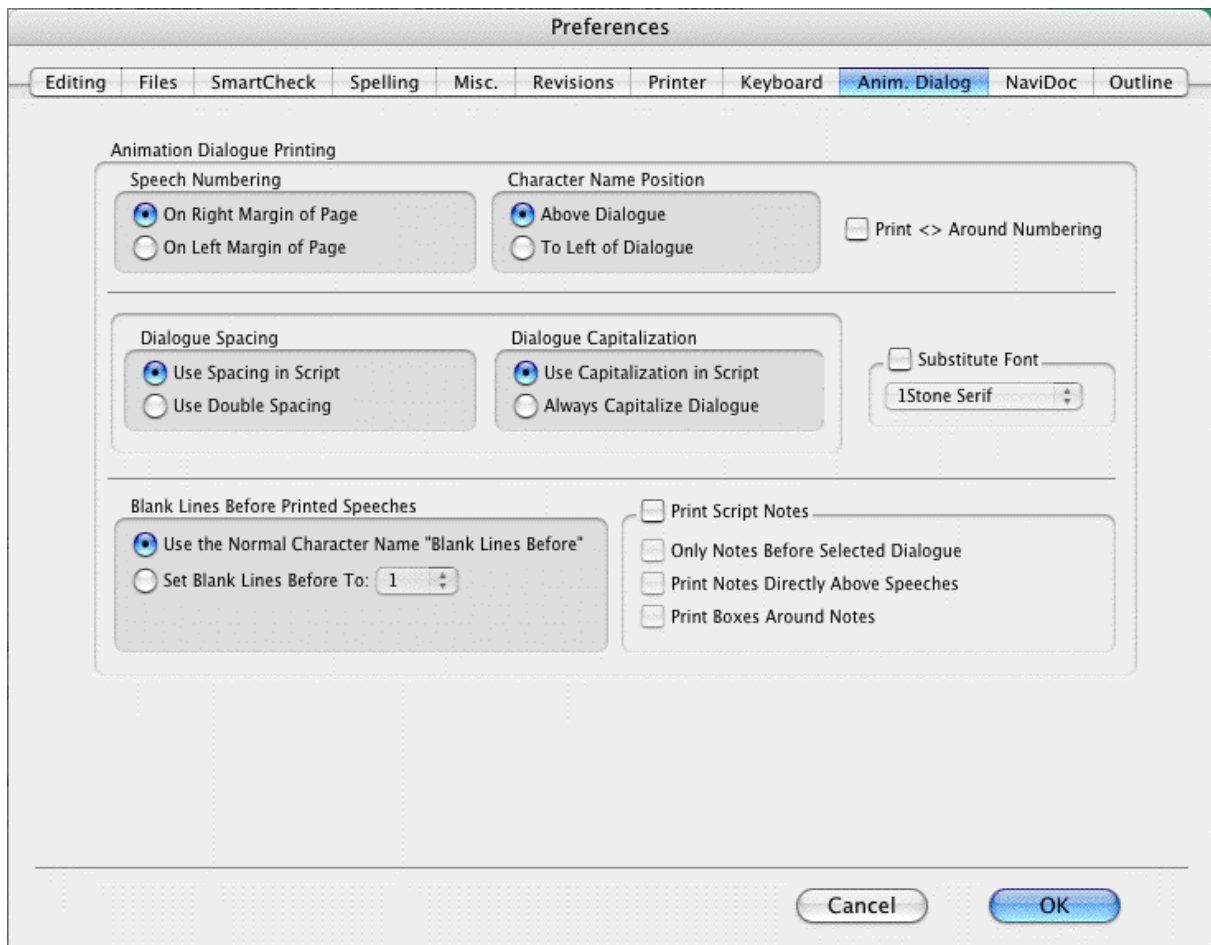 Preferences
Editing Files SmartCheck Spelling Misc. Revisions Printer Keyboard Anim. Dialog NaviDoc Outline
Animation Dialogue Printing
Speech Numbering
On Right Margin of Page
On Left Margin of Page
Character Name Position
Above Dialogue
To Left of Dialogue
Print <> Around Numbering
Dialogue Spacing
Use Spacing in Script
Use Double Spacing
Dialogue Capitalization
Use Capitalization in Script
Always Capitalize Dialogue
Substitute Font
1Stone Serif
Blank Lines Before Printed Speeches
Use the Normal Character Name "Blank Lines Before"
Set Blank Lines Before To: 1
Print Script Notes
Only Notes Before Selected Dialogue
Print Notes Directly Above Speeches
Print Boxes Around Notes
Cancel OK